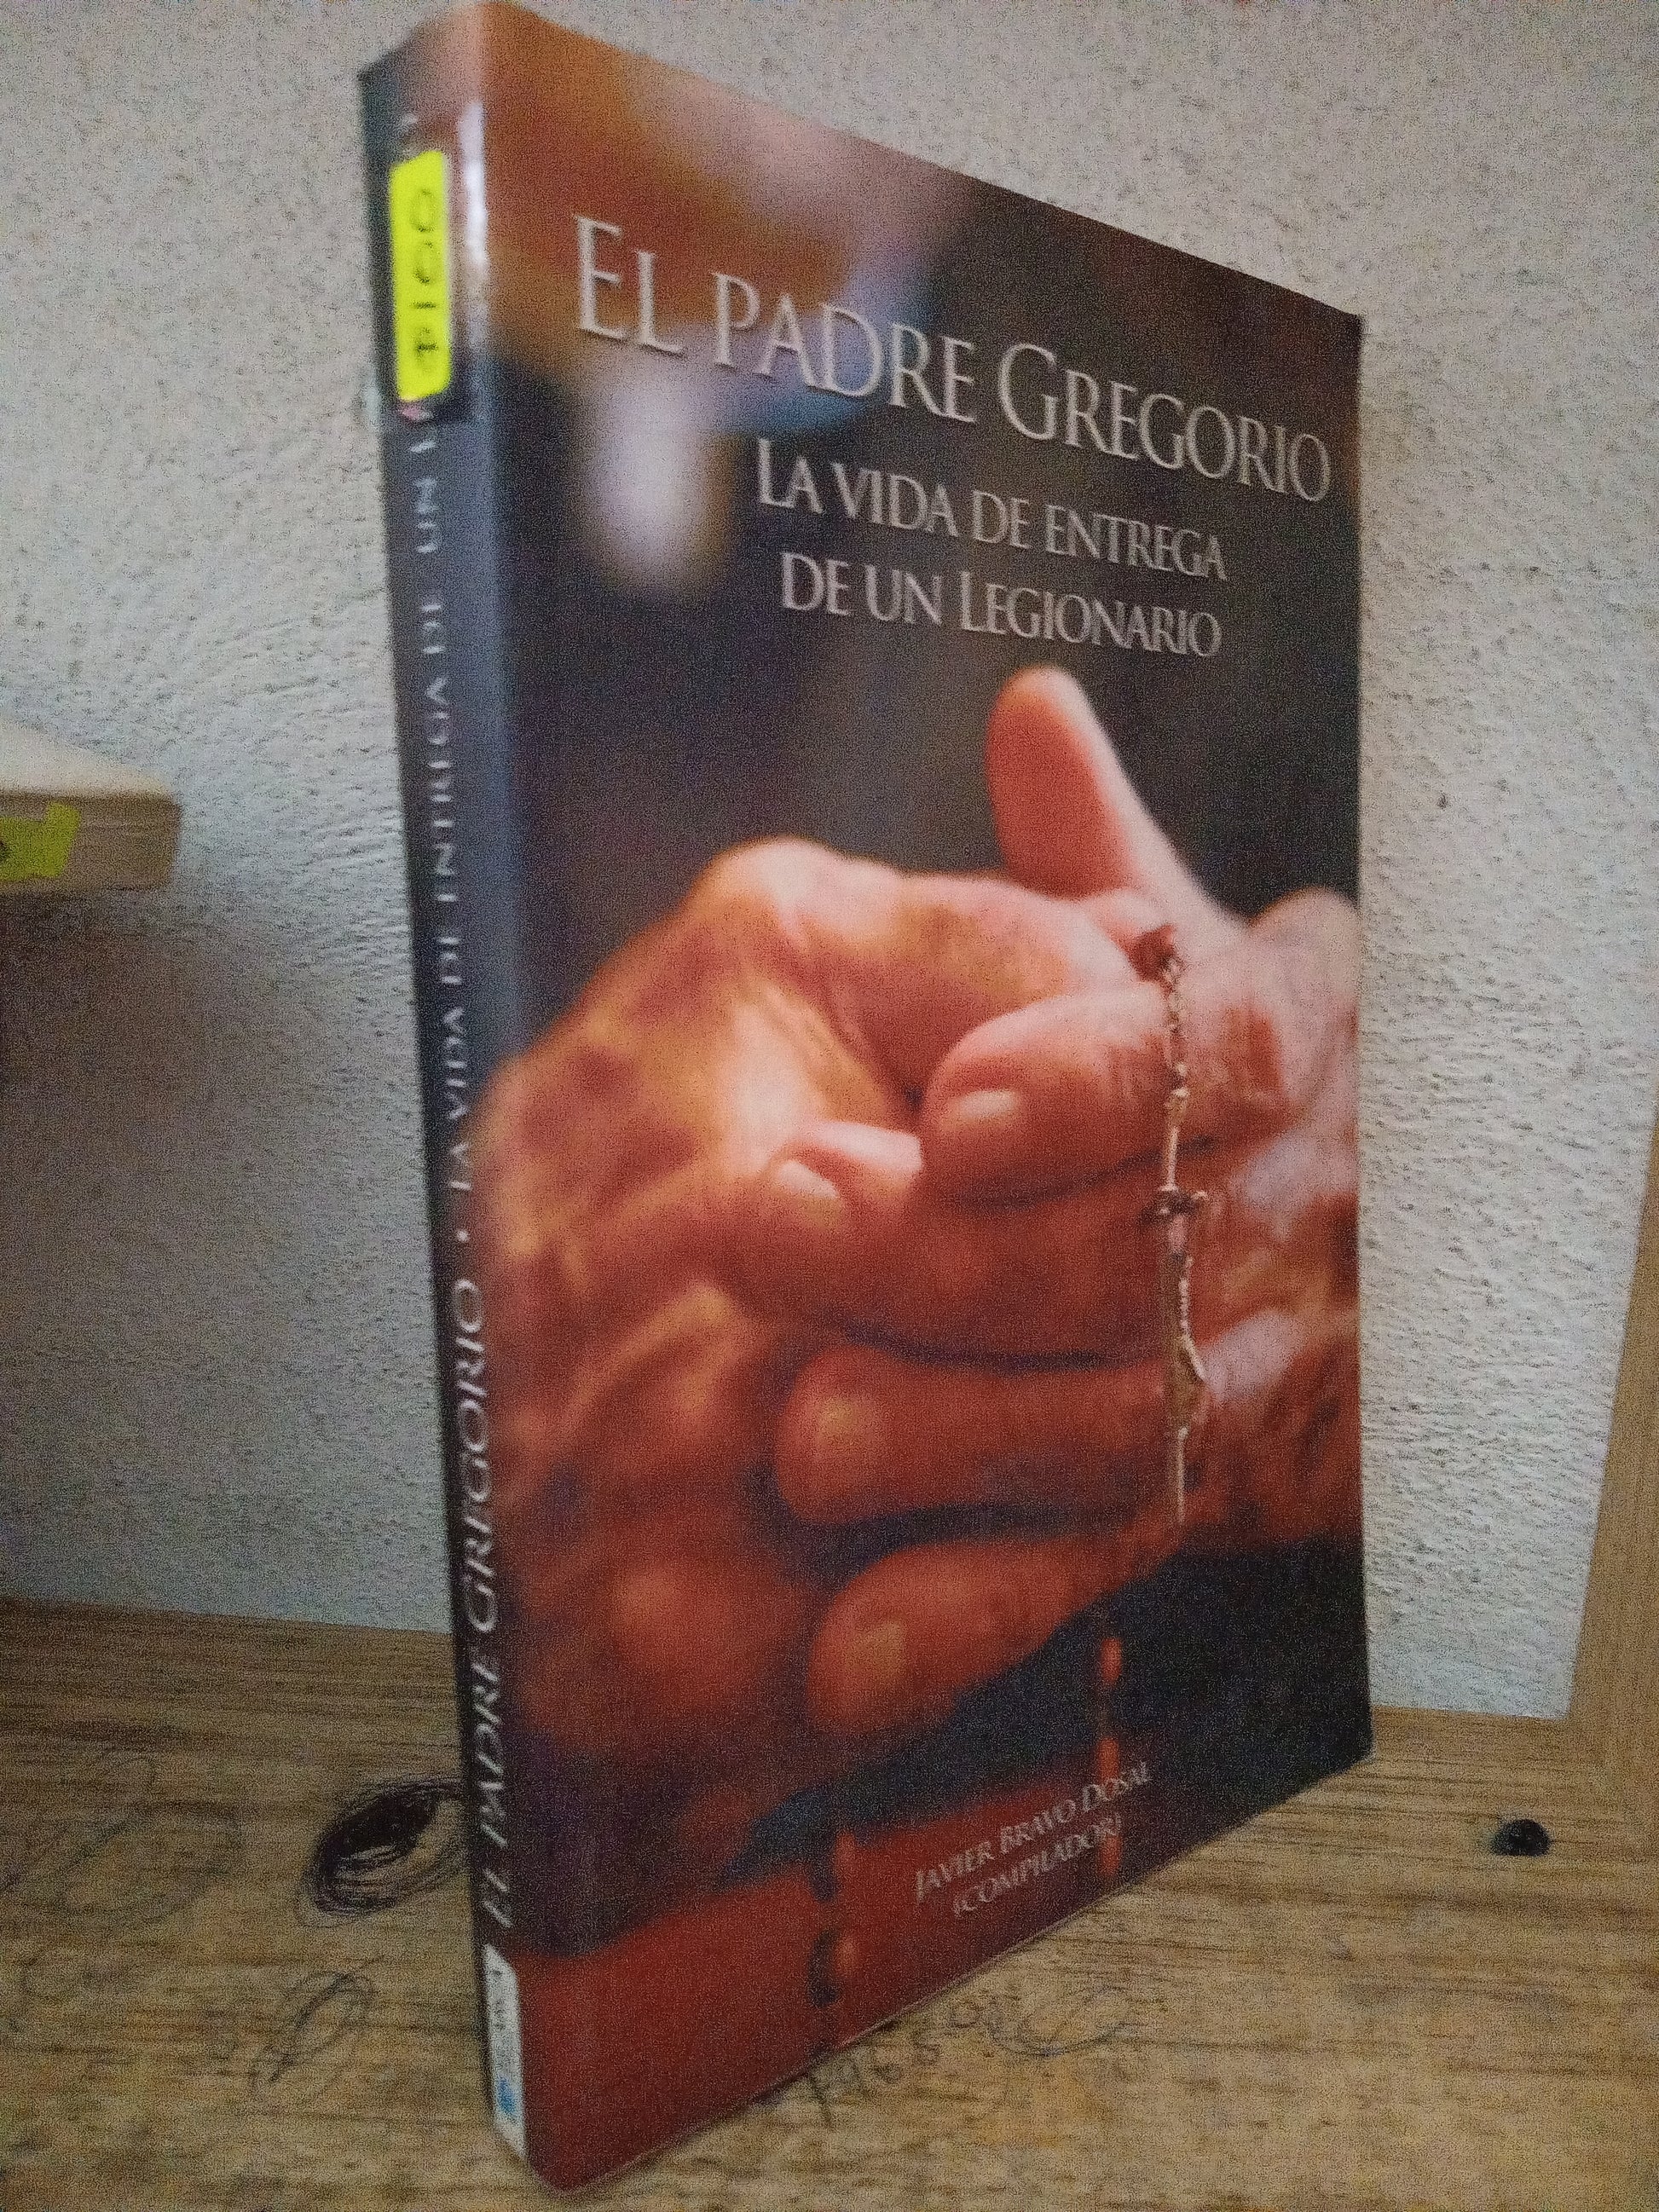 EL PADRE GREGORIO
LA VIDA DE ENTREGA
DE UN LEGIONARIO
JAVIER BRAVO DOSAL
(COMPILADOR)
EL PADRE GREGORIO · LA VIDA DE ENTREGA DE UN